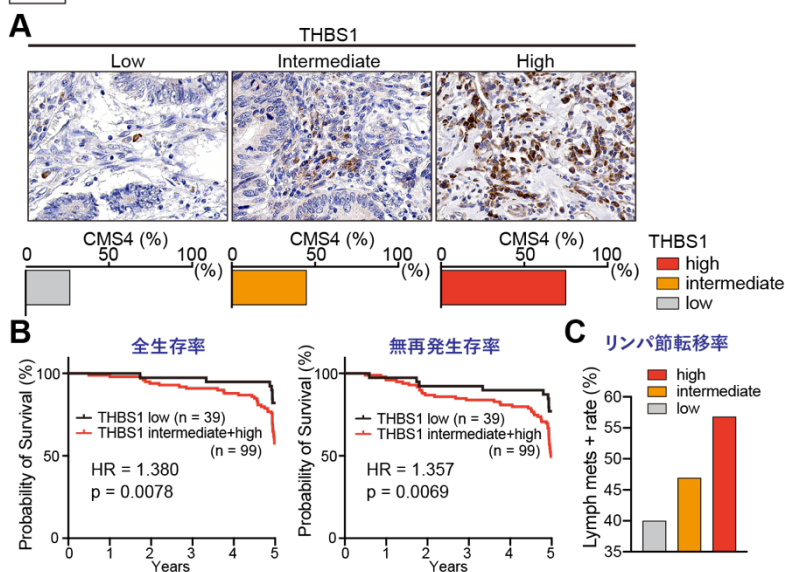 A
THBS1
Low Intermediate High
CMS4 (%) CMS4 (%) CMS4 (%)
0 50 100 (%) 0 50 100 (%) 0 50 100 (%)
THBS1
high
intermediate
low
B
全生存率
Probability of Survival (%)
100
50
0
THBS1 low (n = 39)
THBS1 intermediate+high
(n = 99)
HR = 1.380
p = 0.0078
0 1 2 3 4 5
Years
無再発生存率
Probability of Survival (%)
100
50
0
THBS1 low (n = 39)
THBS1 intermediate+high
(n = 99)
HR = 1.357
p = 0.0069
0 1 2 3 4 5
Years
C
リンパ節転移率
high
intermediate
low
Lymph mets + rate (%)
60
55
50
45
40
35